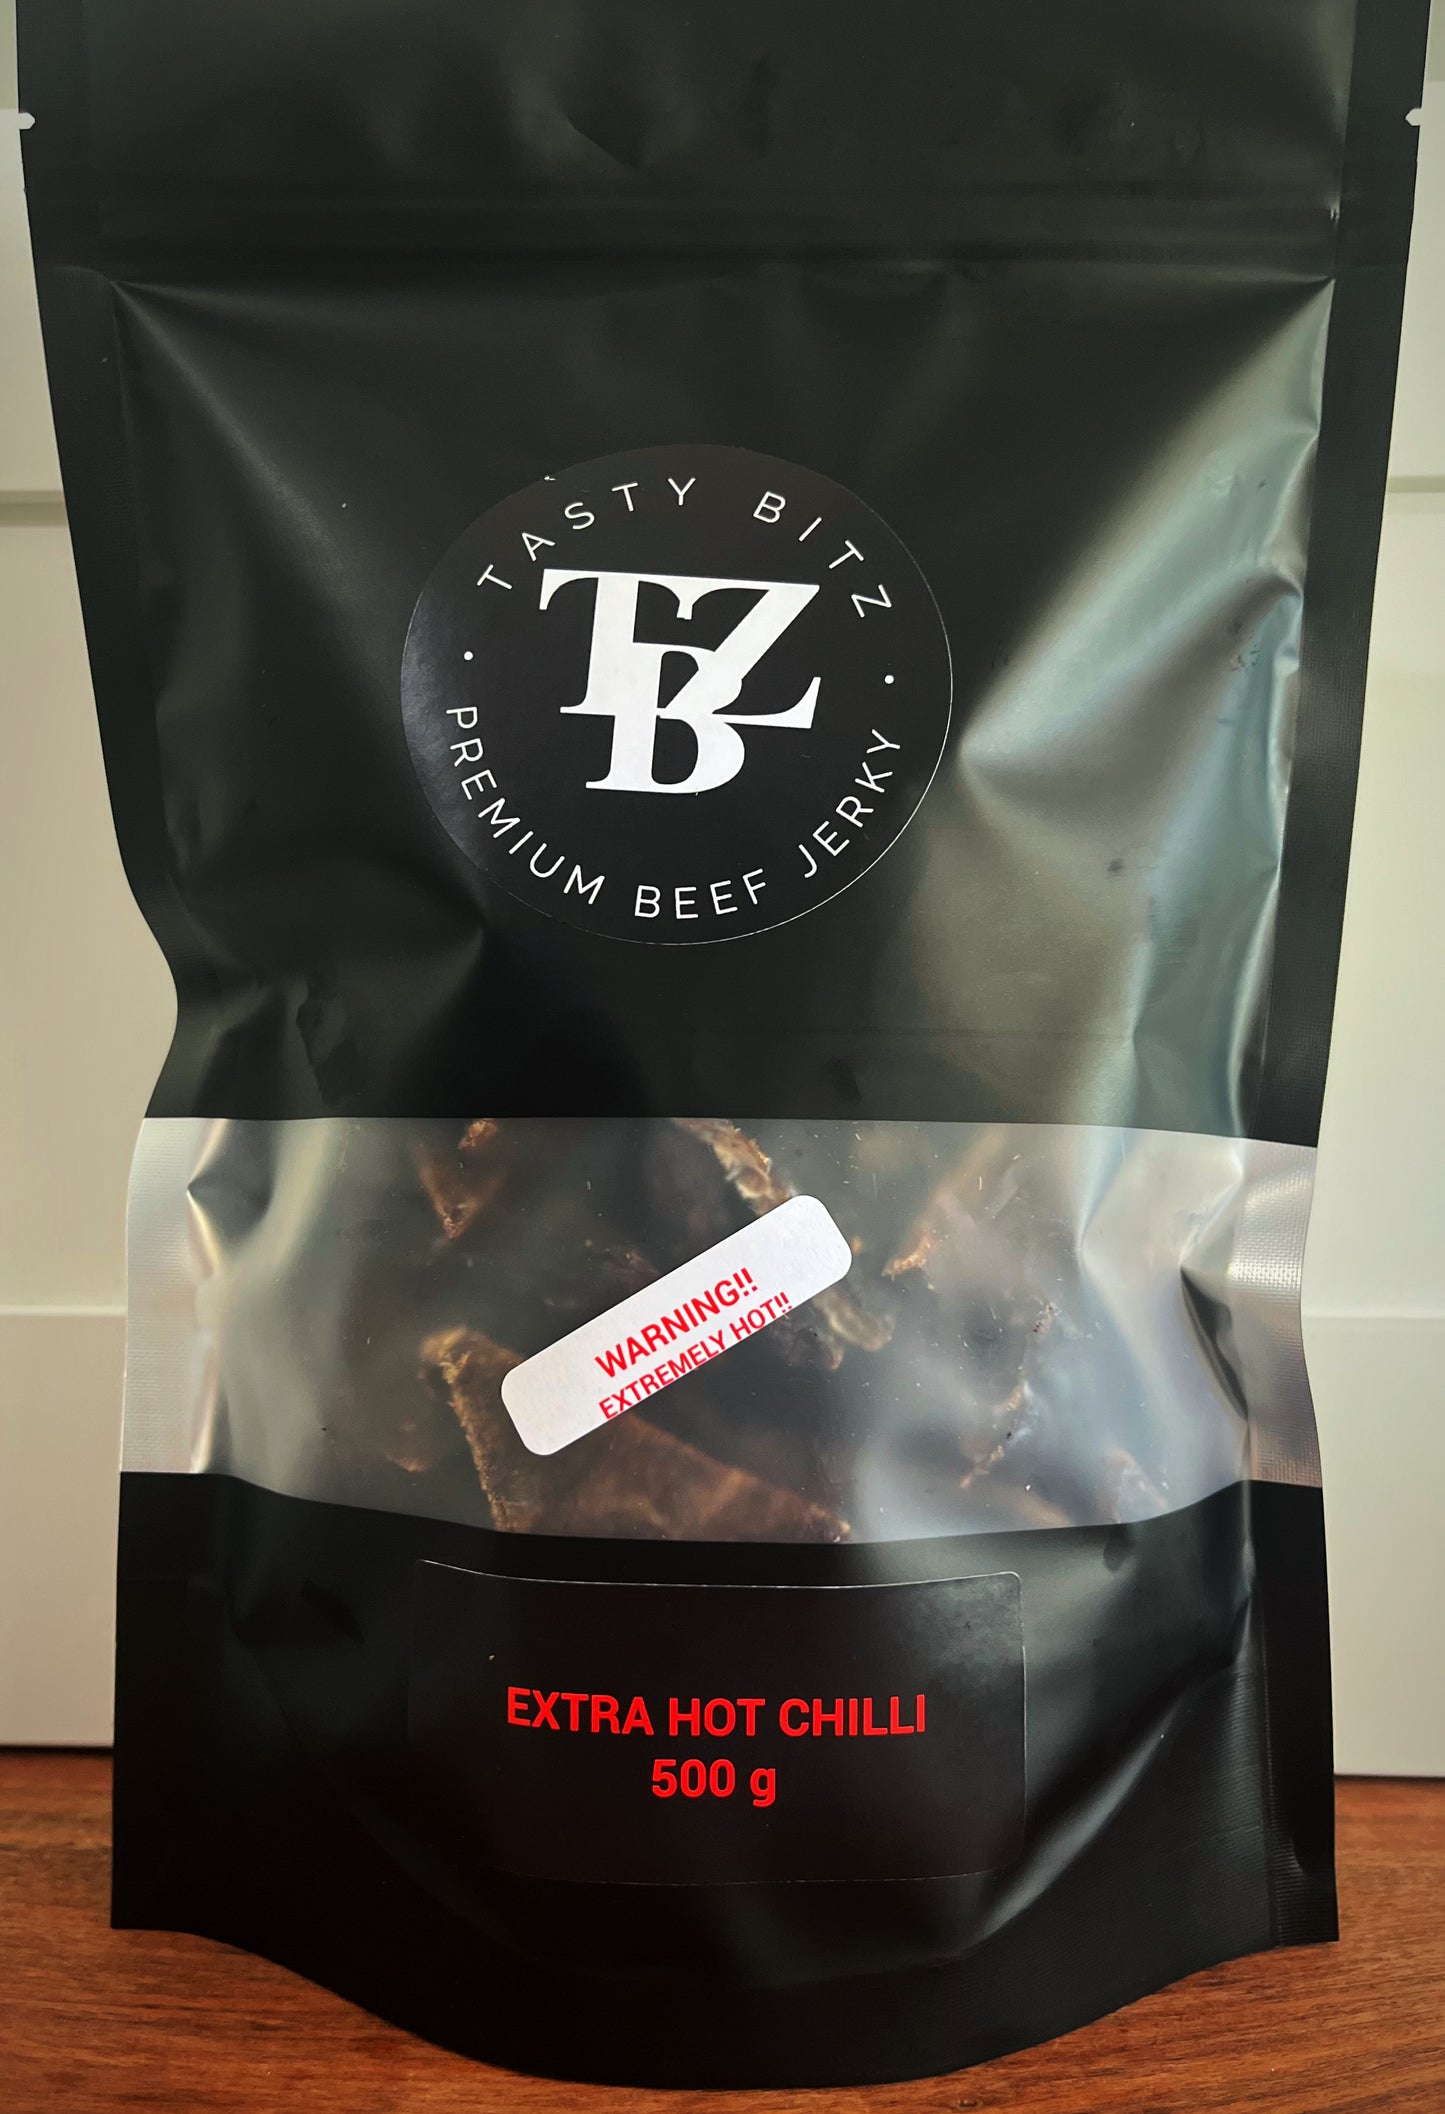 TASTY BITZ
TBZ
• PREMIUM BEEF JERKY •
WARNING!!
EXTREMELY HOT!!
EXTRA HOT CHILLI
500 g